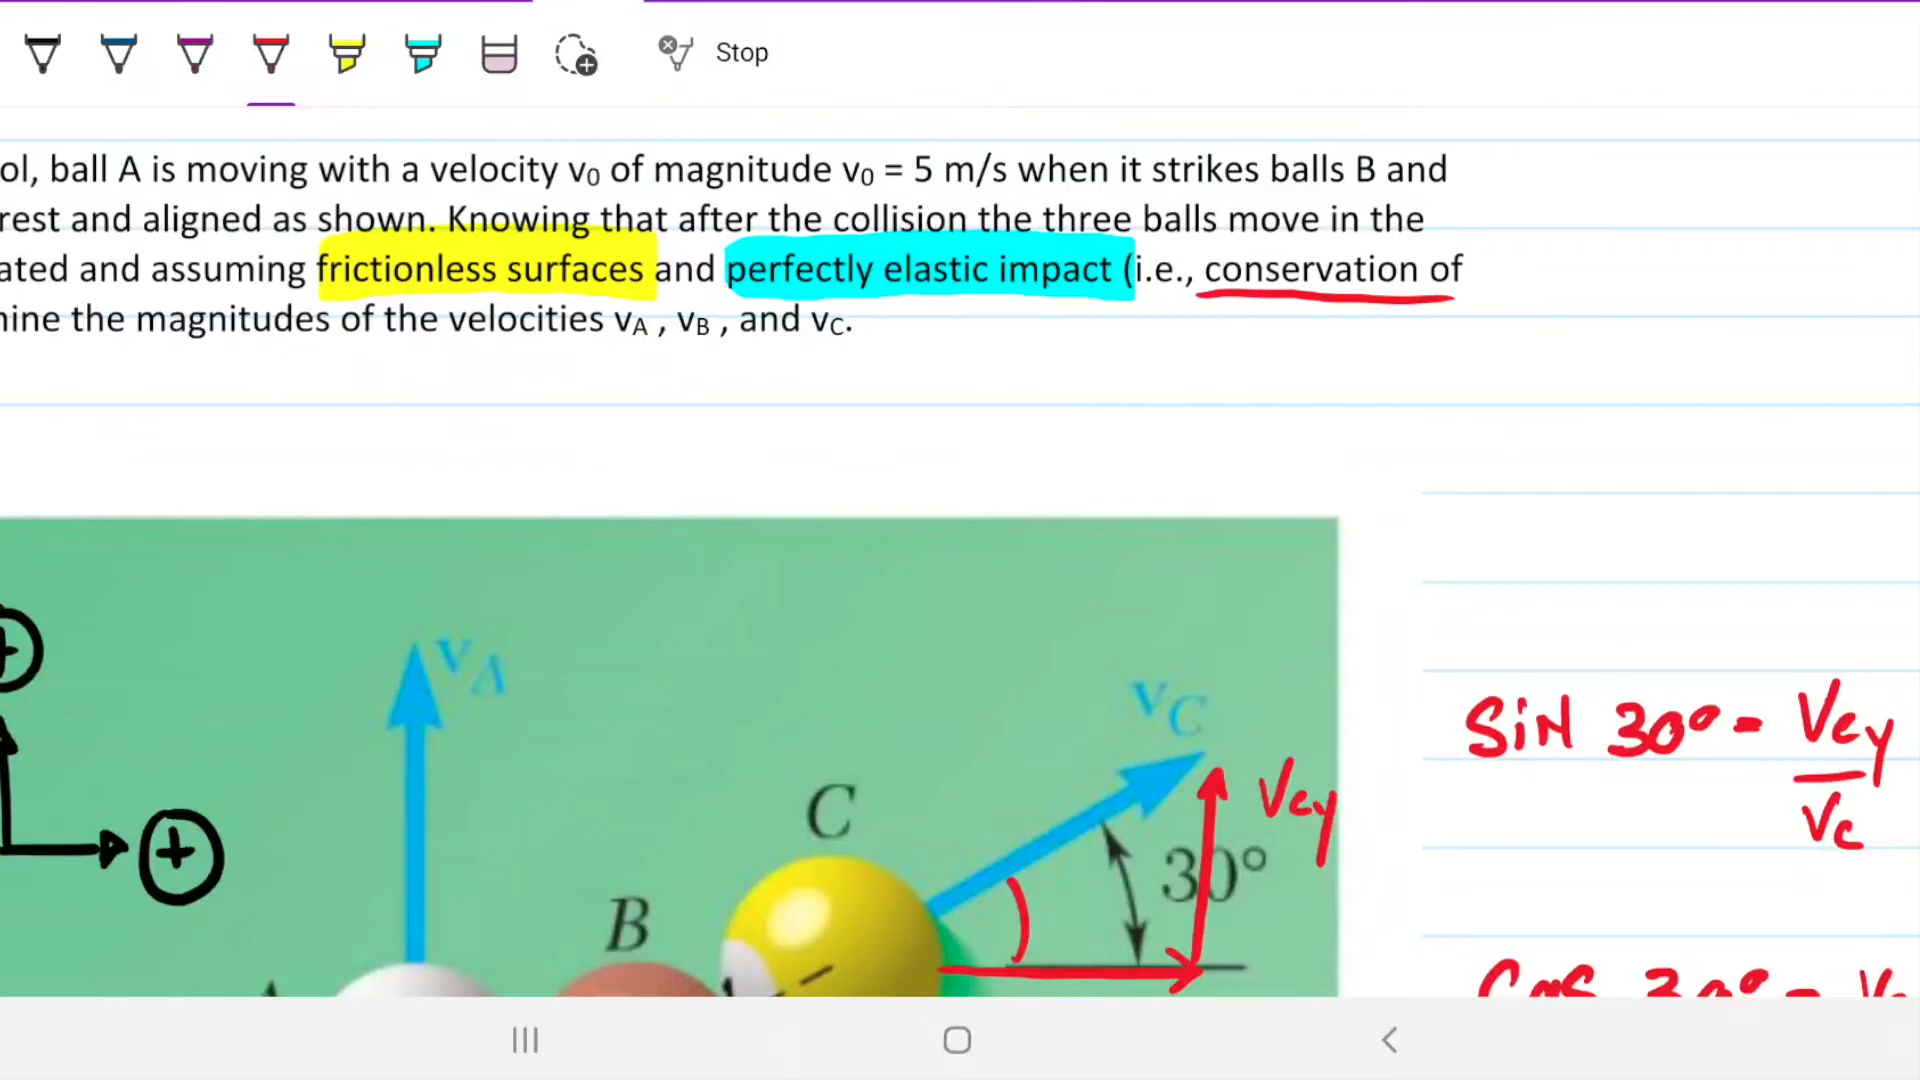 Stop
ol, ball A is moving with a velocity v₀ of magnitude v₀ = 5 m/s when it strikes balls B and
rest and aligned as shown. Knowing that after the collision the three balls move in the
ated and assuming frictionless surfaces and perfectly elastic impact (i.e., conservation of
nine the magnitudes of the velocities vA , vB , and vC.
+
vA
vC
SiN 30° = Vcy
Vc
C
Vcy
+
30°
B
Cos 30° =